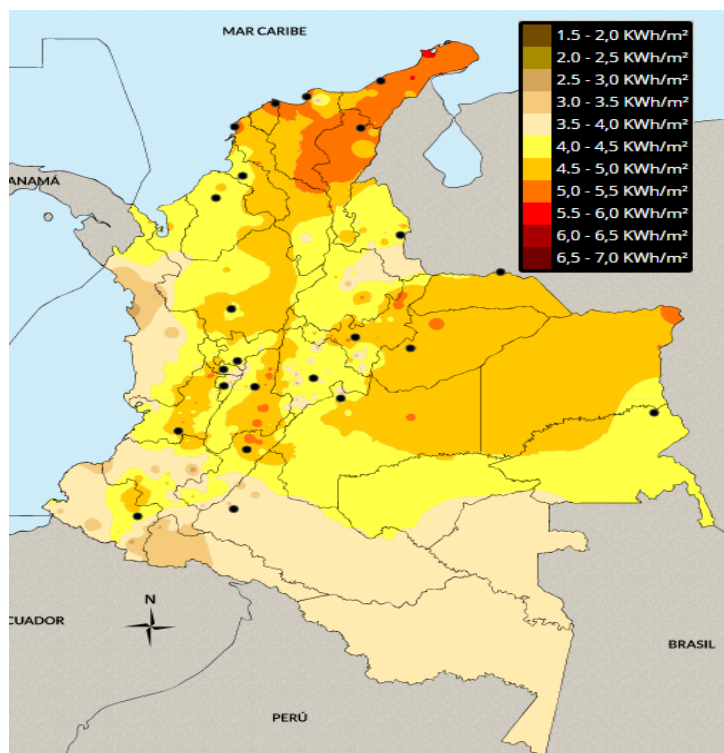 MAR CARIBE
1.5 - 2,0 KWh/m²
2.0 - 2,5 KWh/m²
2.5 - 3,0 KWh/m²
3.0 - 3.5 KWh/m²
3.5 - 4,0 KWh/m²
4,0 - 4,5 KWh/m²
4.5 - 5,0 KWh/m²
5,0 - 5,5 KWh/m²
5.5 - 6,0 KWh/m²
6,0 - 6,5 KWh/m²
6,5 - 7,0 KWh/m²
ANAMÁ
N
CUADOR
BRASIL
PERÚ